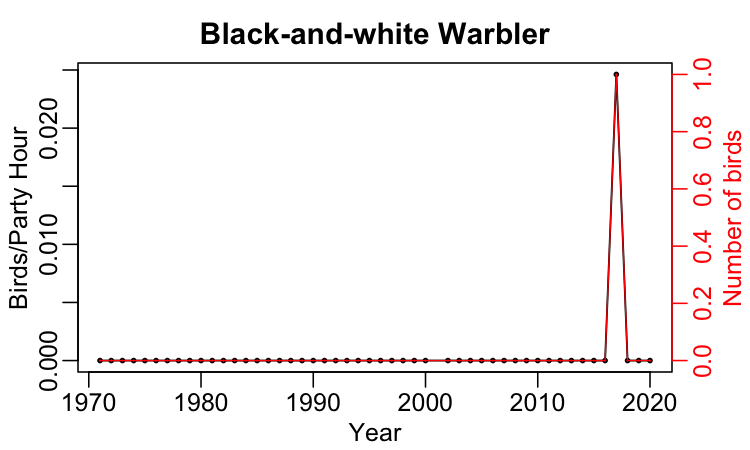 Black-and-white Warbler
Birds/Party Hour
0.020
0.010
0.000
1.0
0.8
0.6
0.4
0.2
0.0
Number of birds
1970 1980 1990 2000 2010 2020
Year